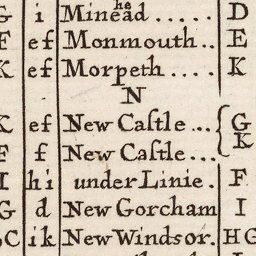 G i Minehead ..... D
F ef Monmouth .. E
K ef Morpeth ..... K
N
K ef New Caſtle ... { G K
F f New Caſtle...
I hi under Linie . F
G d New Gorcham I
C ik New Windsor. HG